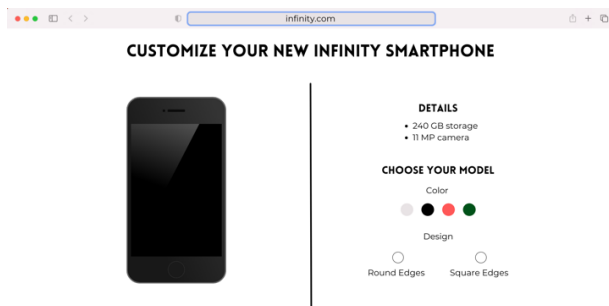 infinity.com
CUSTOMIZE YOUR NEW INFINITY SMARTPHONE
DETAILS
• 240 GB storage
• 11 MP camera
CHOOSE YOUR MODEL
Color
Design
Round Edges
Square Edges